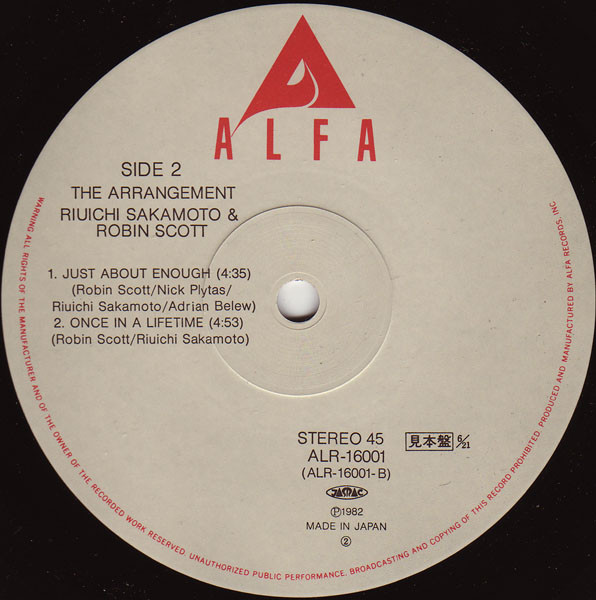 ALFA
SIDE 2
THE ARRANGEMENT
RIUICHI SAKAMOTO &
ROBIN SCOTT
1. JUST ABOUT ENOUGH (4:35)
(Robin Scott/Nick Plytas/
Riuichi Sakamoto/Adrian Belew)
2. ONCE IN A LIFETIME (4:53)
(Robin Scott/Riuichi Sakamoto)
STEREO 45
見本盤 6/21
ALR-16001
(ALR-16001-B)
JASRAC
Ⓟ1982
MADE IN JAPAN
②
WARNING: ALL RIGHTS OF THE MANUFACTURER AND OF THE OWNER OF THE RECORDED WORK RESERVED. UNAUTHORIZED PUBLIC PERFORMANCE, BROADCASTING AND COPYING OF THIS RECORD PROHIBITED. PRODUCED AND MANUFACTURED BY ALFA RECORDS, INC.